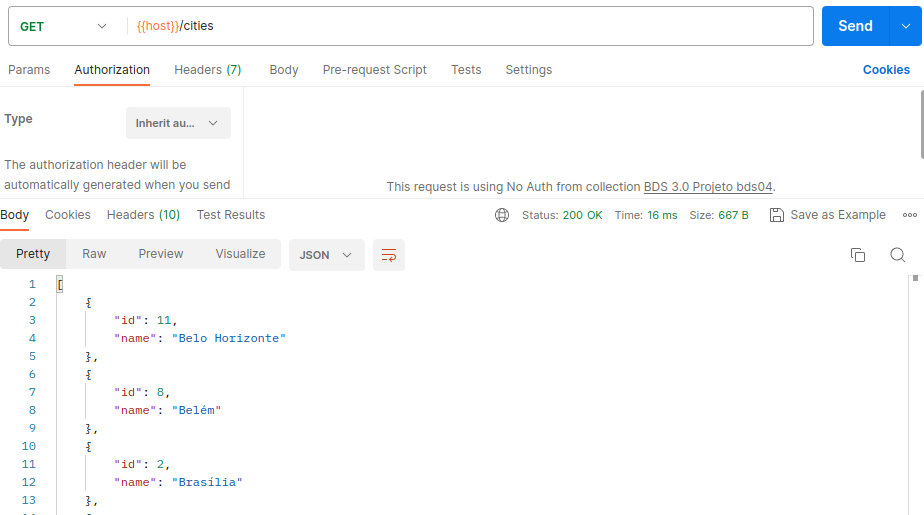 GET {{host}}/cities Send
Params Authorization Headers (7) Body Pre-request Script Tests Settings Cookies
Type Inherit au...
The authorization header will be
automatically generated when you send
This request is using No Auth from collection BDS 3.0 Projeto bds04.
Body Cookies Headers (10) Test Results Status: 200 OK Time: 16 ms Size: 667 B Save as Example
Pretty Raw Preview Visualize JSON
1 [
2 {
3 "id": 11,
4 "name": "Belo Horizonte"
5 },
6 {
7 "id": 8,
8 "name": "Belém"
9 },
10 {
11 "id": 2,
12 "name": "Brasília"
13 },